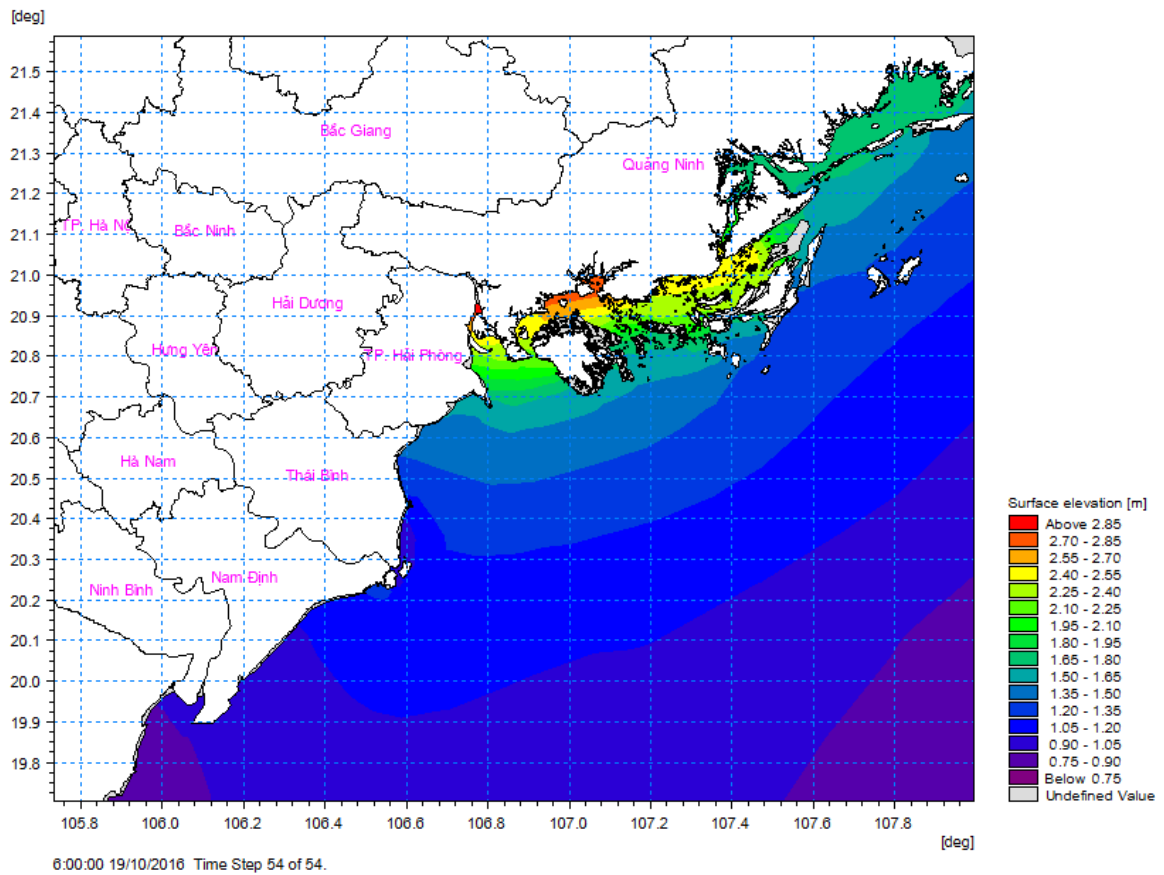 [deg]
21.5
21.4
21.3
21.2
21.1
21.0
20.9
20.8
20.7
20.6
20.5
20.4
20.3
20.2
20.1
20.0
19.9
19.8
Bắc Giang
Quảng Ninh
TP. Hà Nộ
Bắc Ninh
Hải Dương
Hưng Yên
TP. Hải Phòng
Hà Nam
Thái Bình
Nam Định
Ninh Bình
105.8 106.0 106.2 106.4 106.6 106.8 107.0 107.2 107.4 107.6 107.8
[deg]
Surface elevation [m]
Above 2.85
2.70 - 2.85
2.55 - 2.70
2.40 - 2.55
2.25 - 2.40
2.10 - 2.25
1.95 - 2.10
1.80 - 1.95
1.65 - 1.80
1.50 - 1.65
1.35 - 1.50
1.20 - 1.35
1.05 - 1.20
0.90 - 1.05
0.75 - 0.90
Below 0.75
Undefined Value
6:00:00 19/10/2016 Time Step 54 of 54.